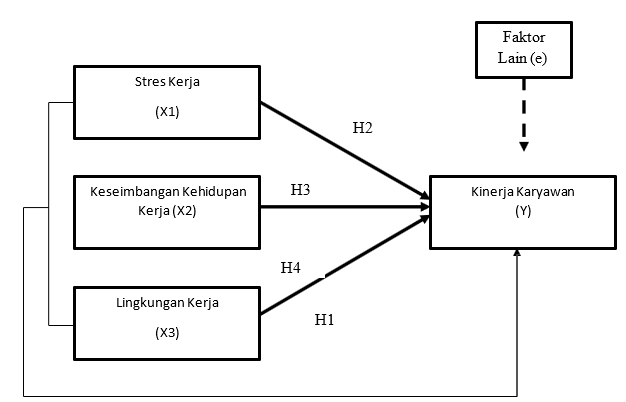 Faktor
Lain (e)
Stres Kerja
(X1)
H2
Keseimbangan Kehidupan
Kerja (X2)
H3
Kinerja Karyawan
(Y)
H4
Lingkungan Kerja
(X3)
H1